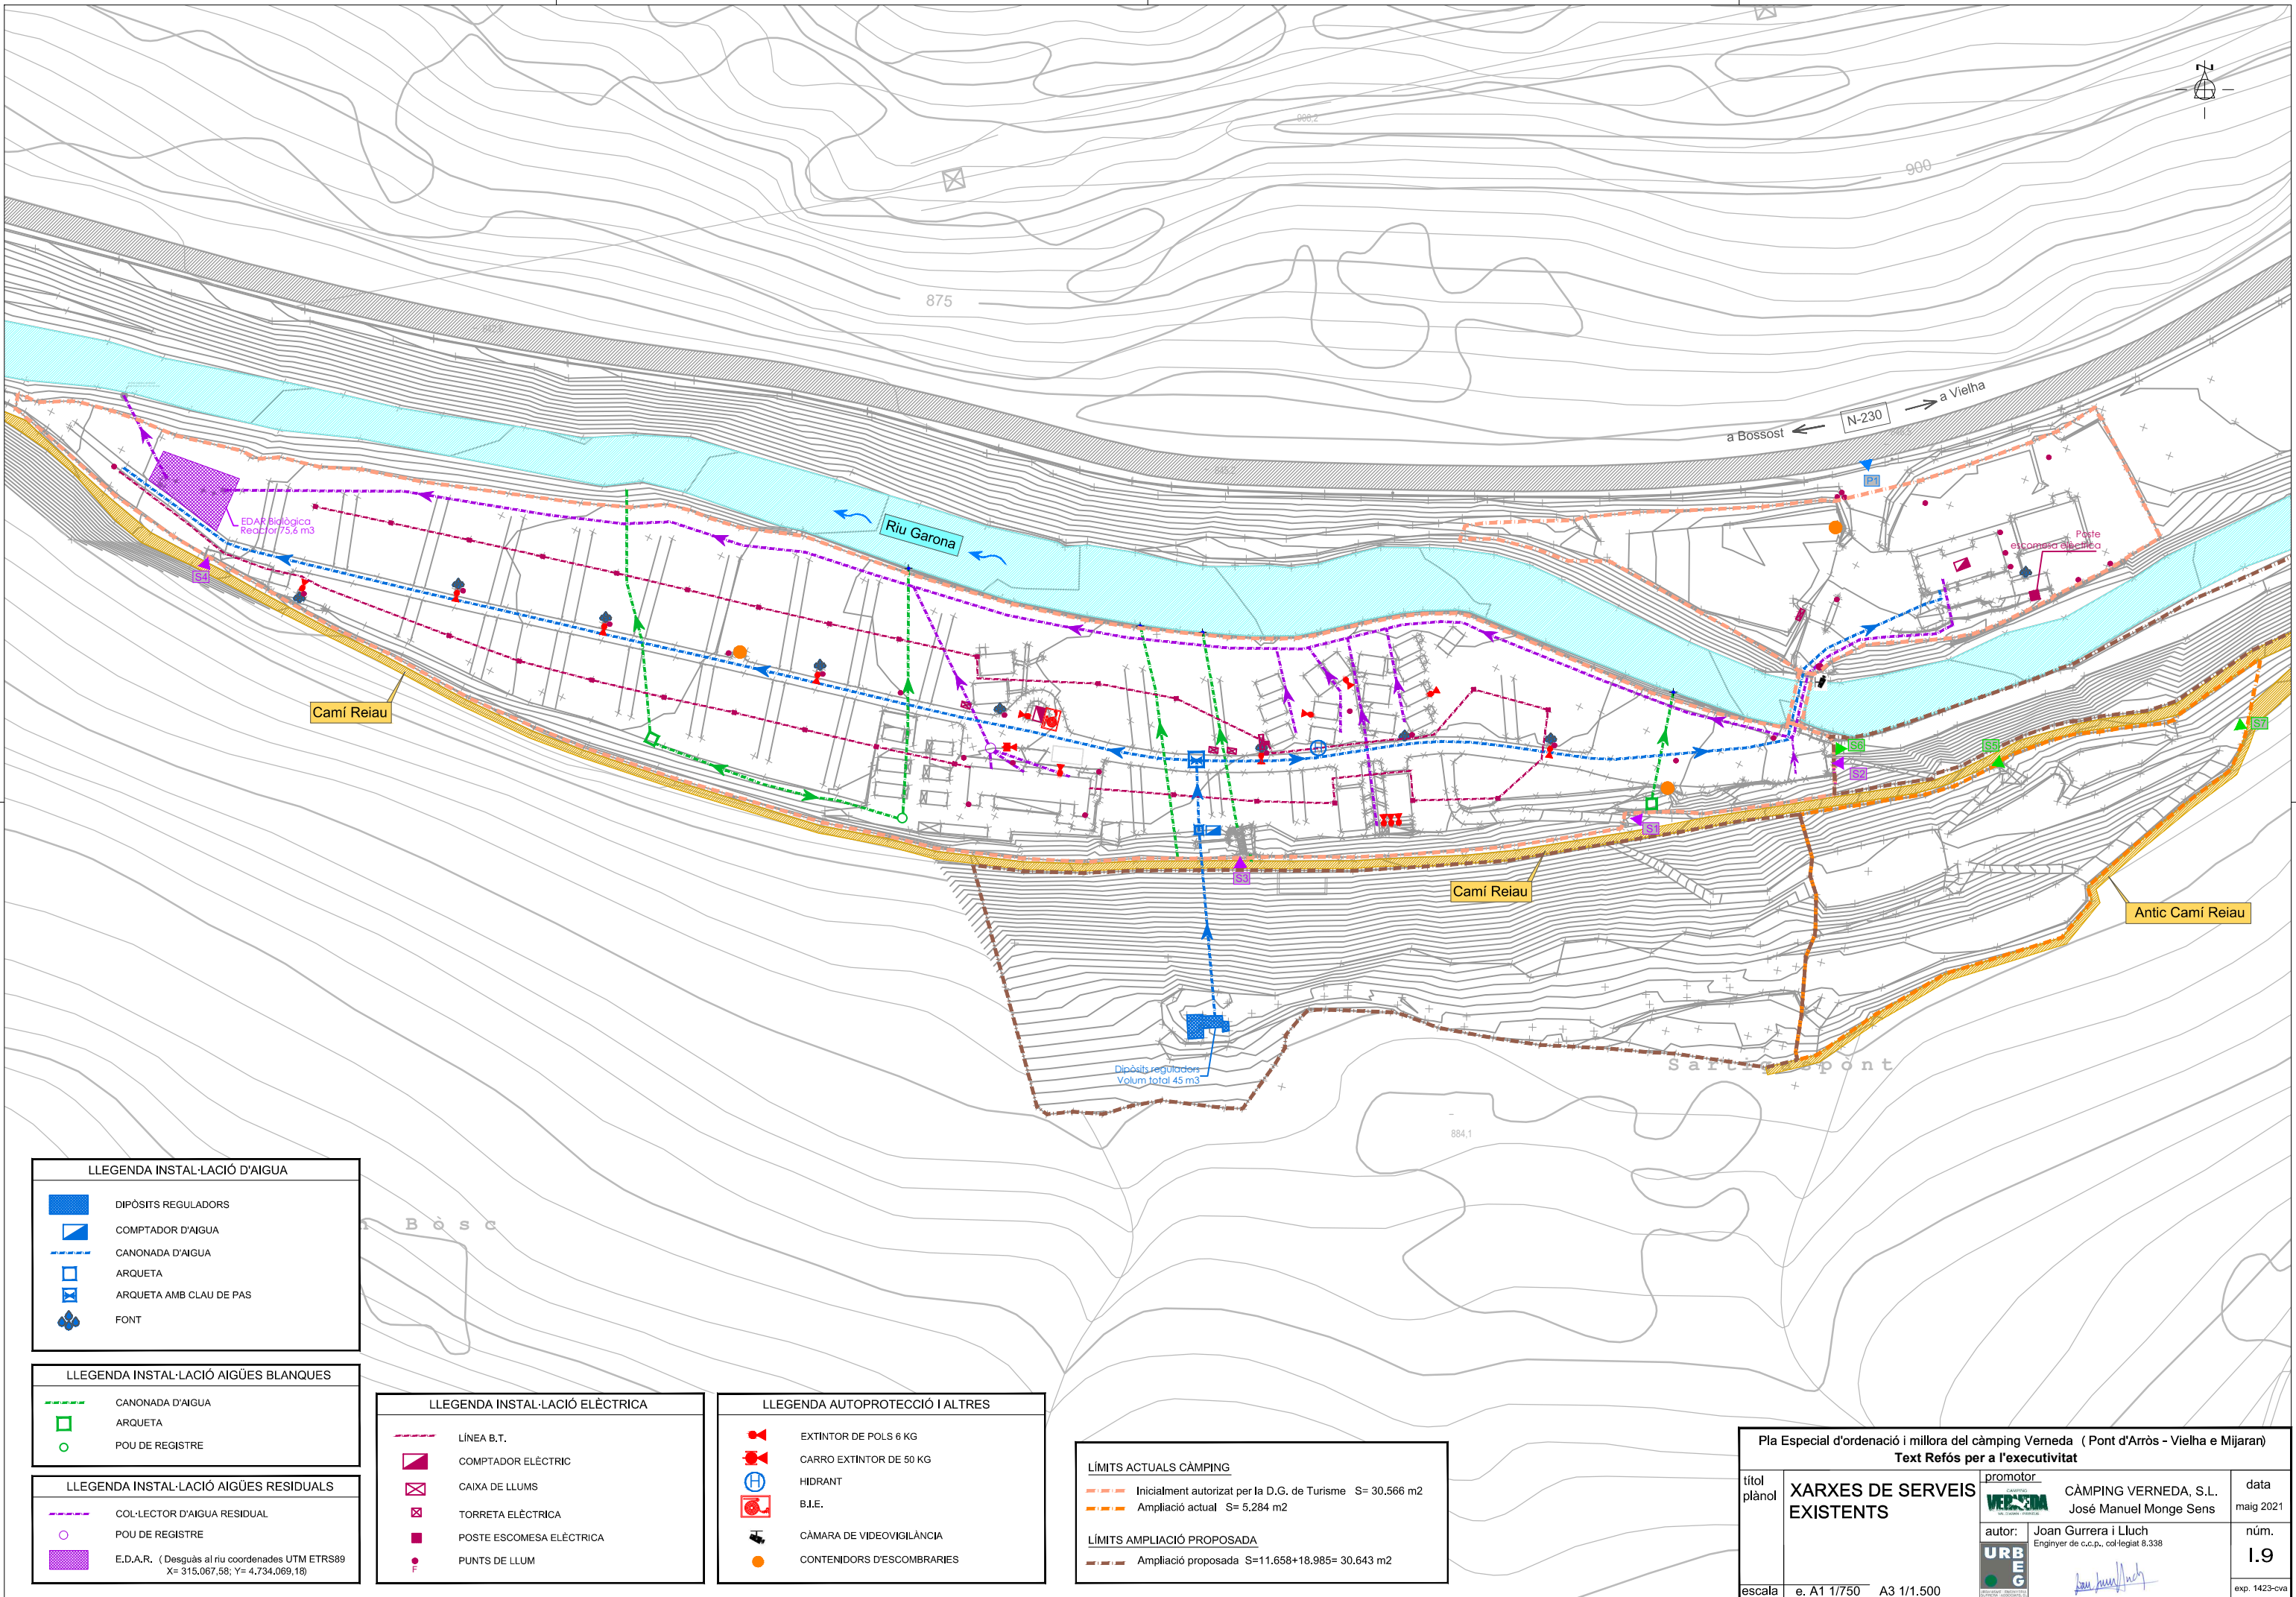 N
900
875
N-230
a Vielha
a Bossost
P1
Riu Garona
Poste
escomesa elèctrica
EDAR Biològica
Reactor 75,6 m3
S4
Camí Reiau
S7
S6
S5
S2
S1
S3
Camí Reiau
Antic Camí Reiau
Dipòsits reguladors
Volum total 45 m3
884,1
Bòsc
LLEGENDA INSTAL·LACIÓ D'AIGUA
DIPÒSITS REGULADORS
COMPTADOR D'AIGUA
CANONADA D'AIGUA
ARQUETA
ARQUETA AMB CLAU DE PAS
FONT
LLEGENDA INSTAL·LACIÓ AIGÜES BLANQUES
CANONADA D'AIGUA
ARQUETA
POU DE REGISTRE
LLEGENDA INSTAL·LACIÓ AIGÜES RESIDUALS
COL·LECTOR D'AIGUA RESIDUAL
POU DE REGISTRE
E.D.A.R. ( Desguàs al riu coordenades UTM ETRS89
X= 315.067,58; Y= 4.734.069,18)
LLEGENDA INSTAL·LACIÓ ELÈCTRICA
LÍNEA B.T.
COMPTADOR ELÈCTRIC
CAIXA DE LLUMS
TORRETA ELÈCTRICA
POSTE ESCOMESA ELÈCTRICA
PUNTS DE LLUM
F
LLEGENDA AUTOPROTECCIÓ I ALTRES
EXTINTOR DE POLS 6 KG
CARRO EXTINTOR DE 50 KG
H HIDRANT
B.I.E.
CÀMARA DE VIDEOVIGILÀNCIA
CONTENIDORS D'ESCOMBRARIES
LÍMITS ACTUALS CÀMPING
Inicialment autorizat per la D.G. de Turisme S= 30.566 m2
Ampliació actual S= 5.284 m2
LÍMITS AMPLIACIÓ PROPOSADA
Ampliació proposada S=11.658+18.985= 30.643 m2
Pla Especial d'ordenació i millora del càmping Verneda ( Pont d'Arròs - Vielha e Mijaran)
Text Refós per a l'executivitat
títol
plànol
XARXES DE SERVEIS
EXISTENTS
promotor
CAMPING
VERNEDA
CÀMPING VERNEDA, S.L.
José Manuel Monge Sens
data
maig 2021
autor:
Joan Gurrera i Lluch
Enginyer de c.c.p., col·legiat 8.338
URB
E
G
núm.
I.9
escala
e. A1 1/750 A3 1/1.500
exp. 1423-cva